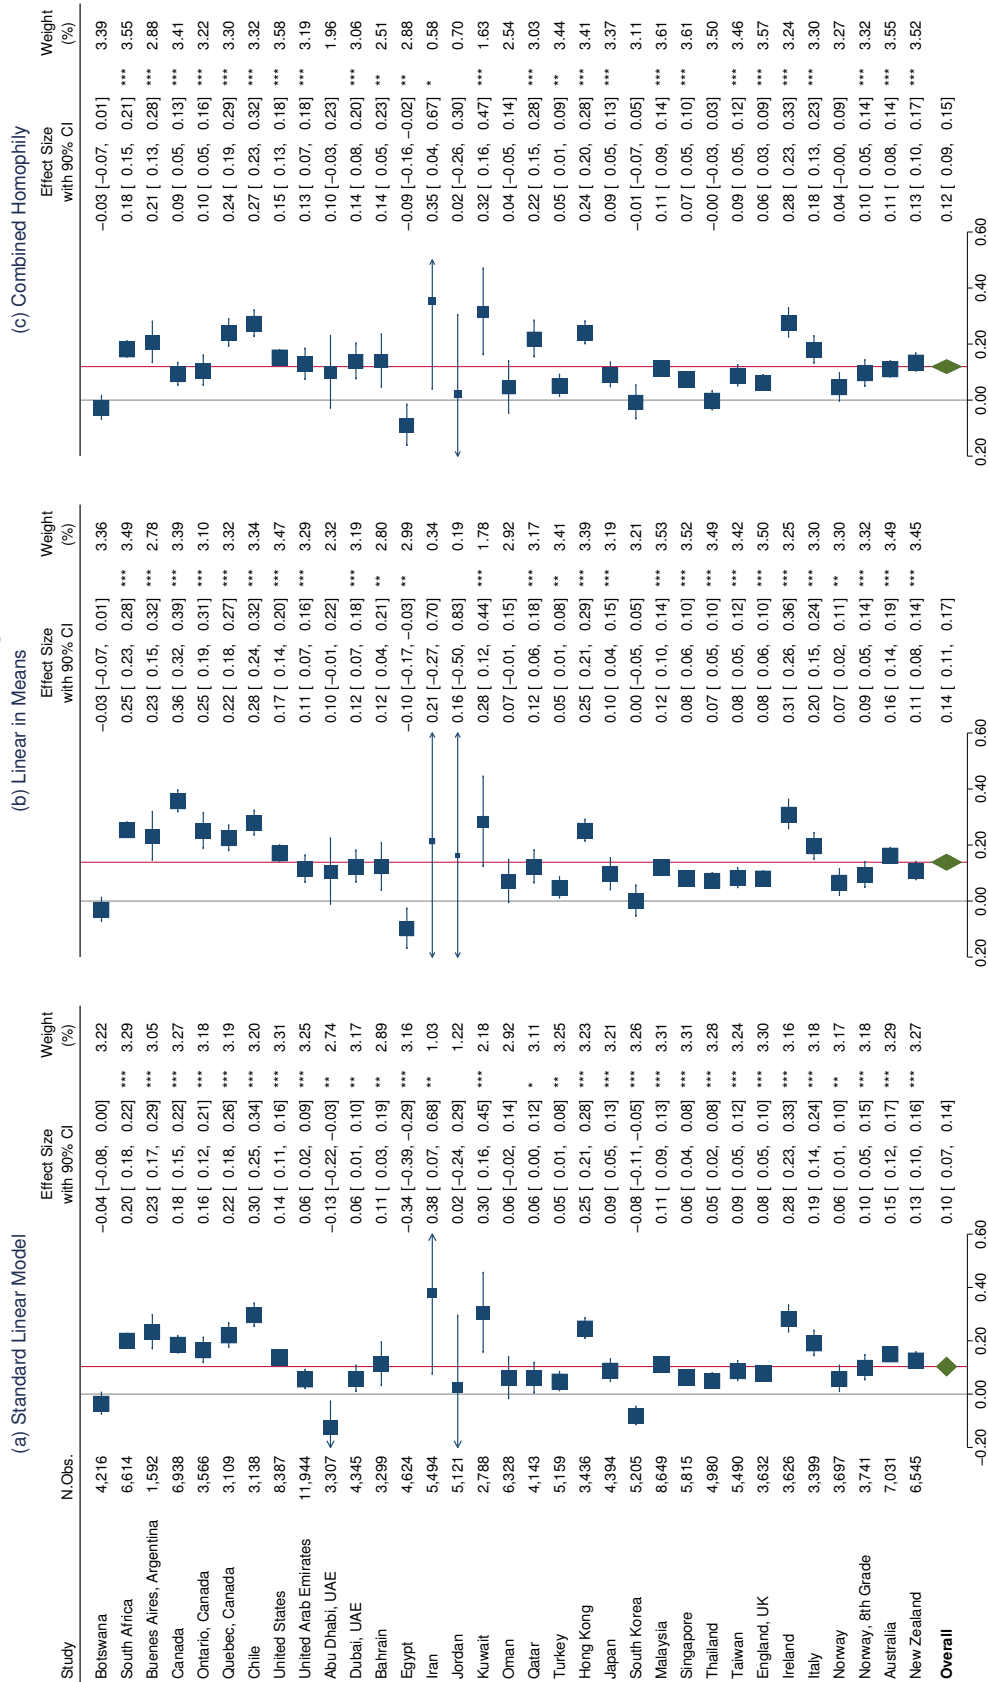 (a) Standard Linear Model (b) Linear in Means (c) Combined Homophily
Effect Size Weight Effect Size Weight Effect Size Weight
Study N.Obs. with 90% CI (%) with 90% CI (%) with 90% CI (%)
Botswana 4,216 −0.04 [−0.08, 0.00] 3.22 −0.03 [−0.07, 0.01] 3.36 −0.03 [−0.07, 0.01] 3.39
South Africa 6,614 0.20 [ 0.18, 0.22] *** 3.29 0.25 [ 0.23, 0.28] *** 3.49 0.18 [ 0.15, 0.21] *** 3.55
Buenes Aires, Argentina 1,592 0.23 [ 0.17, 0.29] *** 3.05 0.23 [ 0.15, 0.32] *** 2.78 0.21 [ 0.13, 0.28] *** 2.88
Canada 6,938 0.18 [ 0.15, 0.22] *** 3.27 0.36 [ 0.32, 0.39] *** 3.39 0.09 [ 0.05, 0.13] *** 3.41
Ontario, Canada 3,566 0.16 [ 0.12, 0.21] *** 3.18 0.25 [ 0.19, 0.31] *** 3.10 0.10 [ 0.05, 0.16] *** 3.22
Quebec, Canada 3,109 0.22 [ 0.18, 0.26] *** 3.19 0.22 [ 0.18, 0.27] *** 3.32 0.24 [ 0.19, 0.29] *** 3.30
Chile 3,138 0.30 [ 0.25, 0.34] *** 3.20 0.28 [ 0.24, 0.32] *** 3.34 0.27 [ 0.23, 0.32] *** 3.32
United States 8,387 0.14 [ 0.11, 0.16] *** 3.31 0.17 [ 0.14, 0.20] *** 3.47 0.15 [ 0.13, 0.18] *** 3.58
United Arab Emirates 11,944 0.06 [ 0.02, 0.09] *** 3.25 0.11 [ 0.07, 0.16] *** 3.29 0.13 [ 0.07, 0.18] *** 3.19
Abu Dhabi, UAE 3,307 −0.13 [−0.22, −0.03] ** 2.74 0.10 [−0.01, 0.22] 2.32 0.10 [−0.03, 0.23] 1.96
Dubai, UAE 4,345 0.06 [ 0.01, 0.10] ** 3.17 0.12 [ 0.07, 0.18] *** 3.19 0.14 [ 0.08, 0.20] *** 3.06
Bahrain 3,299 0.11 [ 0.03, 0.19] ** 2.89 0.12 [ 0.04, 0.21] ** 2.80 0.14 [ 0.05, 0.23] ** 2.51
Egypt 4,624 −0.34 [−0.39, −0.29] *** 3.16 −0.10 [−0.17, −0.03] ** 2.99 −0.09 [−0.16, −0.02] ** 2.88
Iran 5,494 0.38 [ 0.07, 0.68] ** 1.03 0.21 [−0.27, 0.70] 0.34 0.35 [ 0.04, 0.67] * 0.58
Jordan 5,121 0.02 [−0.24, 0.29] 1.22 0.16 [−0.50, 0.83] 0.19 0.02 [−0.26, 0.30] 0.70
Kuwait 2,788 0.30 [ 0.16, 0.45] *** 2.18 0.28 [ 0.12, 0.44] *** 1.78 0.32 [ 0.16, 0.47] *** 1.63
Oman 6,328 0.06 [−0.02, 0.14] 2.92 0.07 [−0.01, 0.15] 2.92 0.04 [−0.05, 0.14] 2.54
Qatar 4,143 0.06 [ 0.00, 0.12] * 3.11 0.12 [ 0.06, 0.18] *** 3.17 0.22 [ 0.15, 0.28] *** 3.03
Turkey 5,159 0.05 [ 0.01, 0.08] ** 3.25 0.05 [ 0.01, 0.08] ** 3.41 0.05 [ 0.01, 0.09] ** 3.44
Hong Kong 3,436 0.25 [ 0.21, 0.28] *** 3.23 0.25 [ 0.21, 0.29] *** 3.39 0.24 [ 0.20, 0.28] *** 3.41
Japan 4,394 0.09 [ 0.05, 0.13] *** 3.21 0.10 [ 0.04, 0.15] *** 3.19 0.09 [ 0.05, 0.13] *** 3.37
South Korea 5,205 −0.08 [−0.11, −0.05] *** 3.26 0.00 [−0.05, 0.05] 3.21 −0.01 [−0.07, 0.05] 3.11
Malaysia 8,649 0.11 [ 0.09, 0.13] *** 3.31 0.12 [ 0.10, 0.14] *** 3.53 0.11 [ 0.09, 0.14] *** 3.61
Singapore 5,815 0.06 [ 0.04, 0.08] *** 3.31 0.08 [ 0.06, 0.10] *** 3.52 0.07 [ 0.05, 0.10] *** 3.61
Thailand 4,980 0.05 [ 0.02, 0.08] *** 3.28 0.07 [ 0.05, 0.10] *** 3.49 −0.00 [−0.03, 0.03] 3.50
Taiwan 5,490 0.09 [ 0.05, 0.12] *** 3.24 0.08 [ 0.05, 0.12] *** 3.42 0.09 [ 0.05, 0.12] *** 3.46
England, UK 3,632 0.08 [ 0.05, 0.10] *** 3.30 0.08 [ 0.06, 0.10] *** 3.50 0.06 [ 0.03, 0.09] *** 3.57
Ireland 3,626 0.28 [ 0.23, 0.33] *** 3.16 0.31 [ 0.26, 0.36] *** 3.25 0.28 [ 0.23, 0.33] *** 3.24
Italy 3,399 0.19 [ 0.14, 0.24] *** 3.18 0.20 [ 0.15, 0.24] *** 3.30 0.18 [ 0.13, 0.23] *** 3.30
Norway 3,697 0.06 [ 0.01, 0.10] ** 3.17 0.07 [ 0.02, 0.11] ** 3.30 0.04 [−0.00, 0.09] 3.27
Norway, 8th Grade 3,741 0.10 [ 0.05, 0.15] *** 3.18 0.09 [ 0.05, 0.14] *** 3.32 0.10 [ 0.05, 0.14] *** 3.32
Australia 7,031 0.15 [ 0.12, 0.17] *** 3.29 0.16 [ 0.14, 0.19] *** 3.49 0.11 [ 0.08, 0.14] *** 3.55
New Zealand 6,545 0.13 [ 0.10, 0.16] *** 3.27 0.11 [ 0.08, 0.14] *** 3.45 0.13 [ 0.10, 0.17] *** 3.52
Overall 0.10 [ 0.07, 0.14] 0.14 [ 0.11, 0.17] 0.12 [ 0.09, 0.15]
−0.20 0.00 0.20 0.40 0.60 0.20 0.00 0.20 0.40 0.60 0.20 0.00 0.20 0.40 0.60